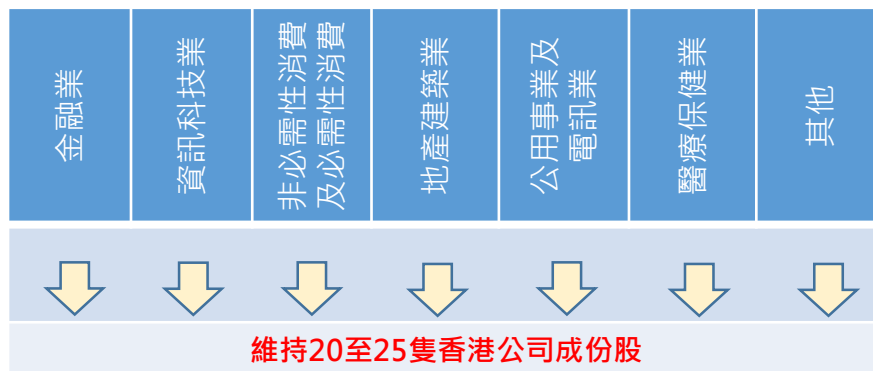 金融業
資訊科技業
非必需性消費
及必需性消費
地產建築業
公用事業及
電訊業
醫療保健業
其他
維持20至25隻香港公司成份股